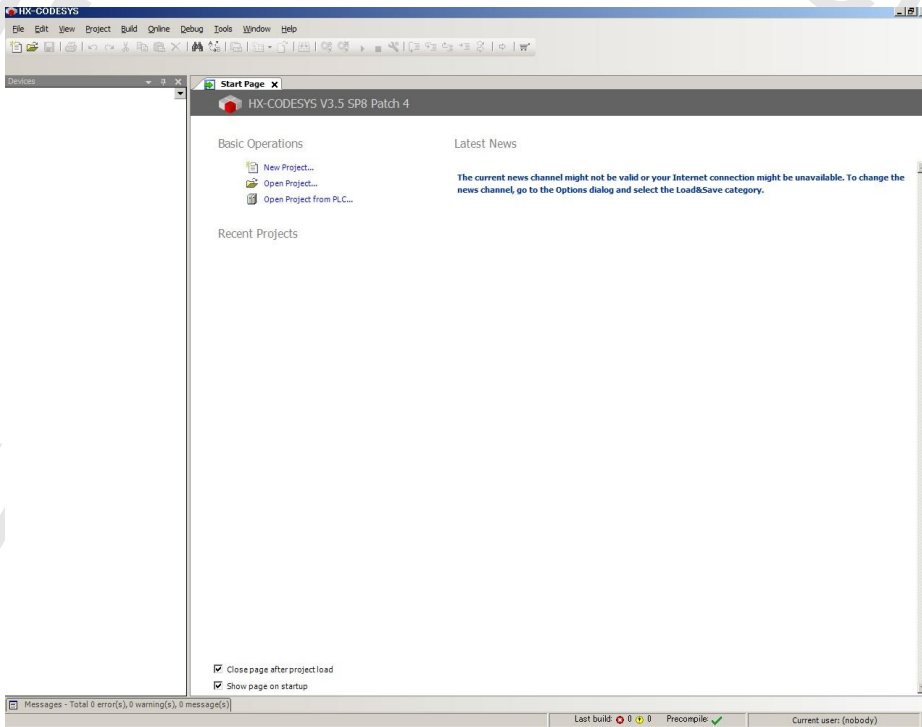 HX-CODESYS
File Edit View Project Build Online Debug Tools Window Help
Devices
Start Page
HX-CODESYS V3.5 SP8 Patch 4
Basic Operations
New Project...
Open Project...
Open Project from PLC...
Recent Projects
Latest News
The current news channel might not be valid or your Internet connection might be unavailable. To change the
news channel, go to the Options dialog and select the Load&Save category.
Close page after project load
Show page on startup
Messages - Total 0 error(s), 0 warning(s), 0 message(s)
Last build: 0 0 Precompile: Current user: (nobody)